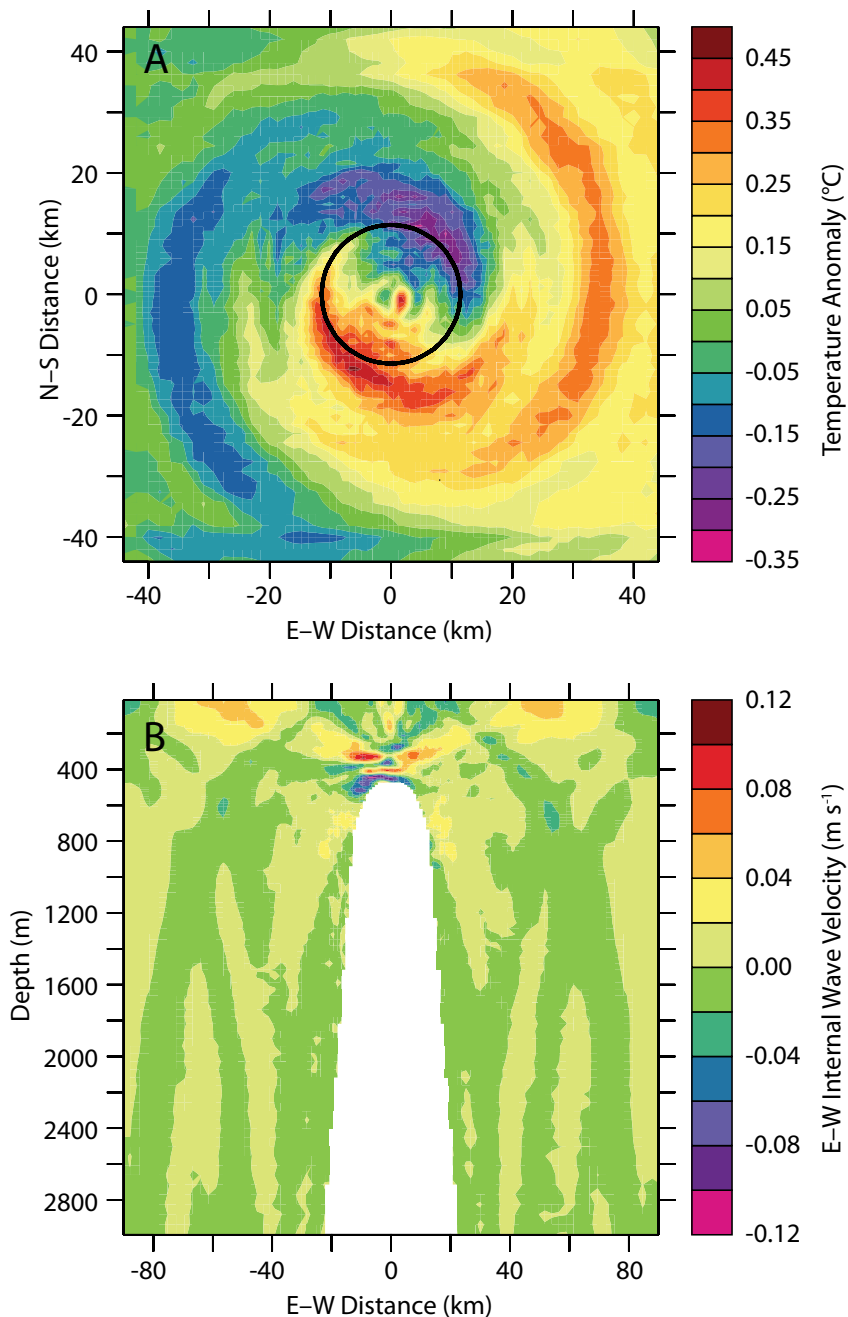 A
40
20
0
-20
-40
N–S Distance (km)
-40 -20 0 20 40
E–W Distance (km)
0.45
0.35
0.25
0.15
0.05
-0.05
-0.15
-0.25
-0.35
Temperature Anomaly (°C)
B
400
800
1200
1600
2000
2400
2800
Depth (m)
-80 -40 0 40 80
E–W Distance (km)
0.12
0.08
0.04
0.00
-0.04
-0.08
-0.12
E–W Internal Wave Velocity (m s⁻¹)